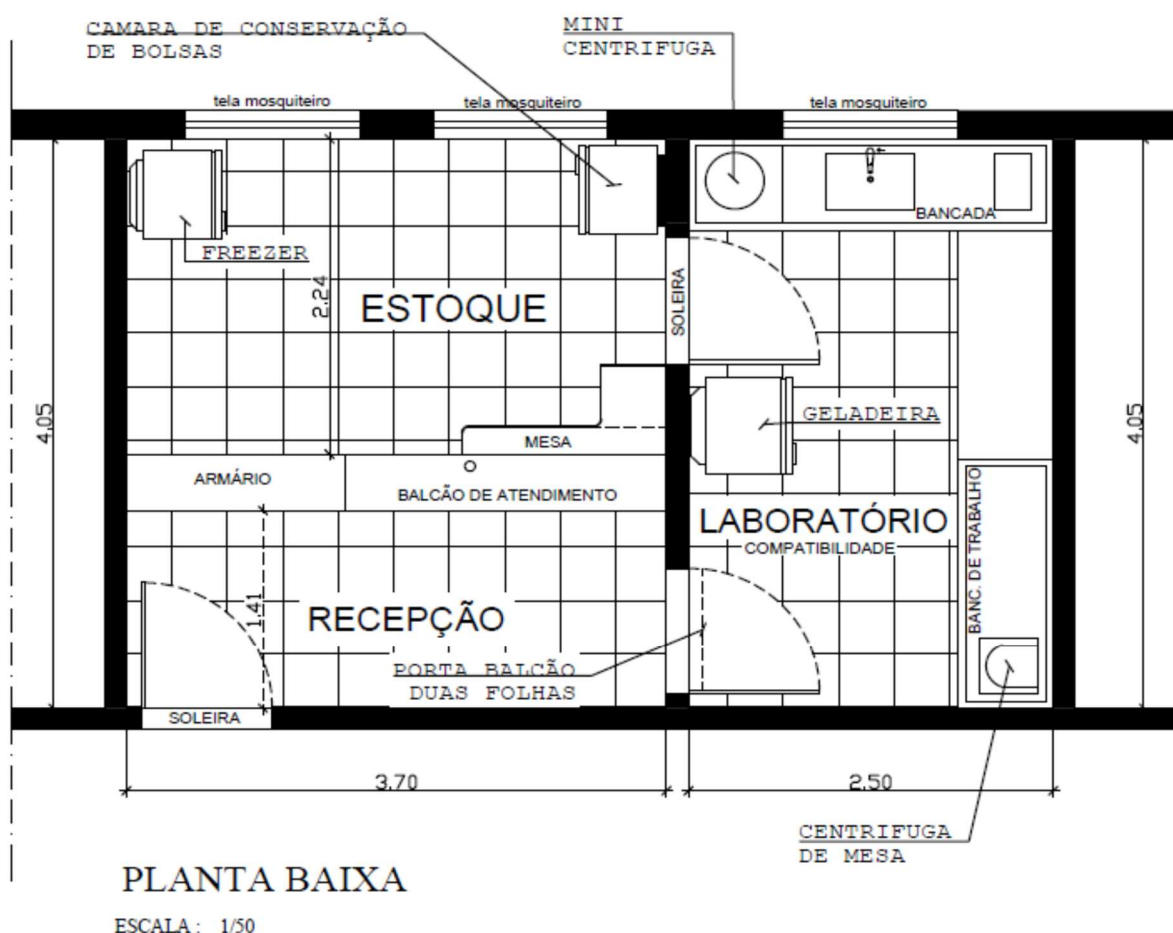 CAMARA DE CONSERVAÇÃO
DE BOLSAS
MINI
CENTRIFUGA
tela mosquiteiro
tela mosquiteiro
tela mosquiteiro
BANCADA
FREEZER
2.24
ESTOQUE
SOLEIRA
4.05
4.05
GELADEIRA
MESA
ARMÁRIO
BALCÃO DE ATENDIMENTO
LABORATÓRIO
COMPATIBILIDADE
BANC. DE TRABALHO
1.41
RECEPÇÃO
PORTA BALCÃO
DUAS FOLHAS
SOLEIRA
3.70
2.50
CENTRIFUGA
DE MESA
PLANTA BAIXA
ESCALA : 1/50